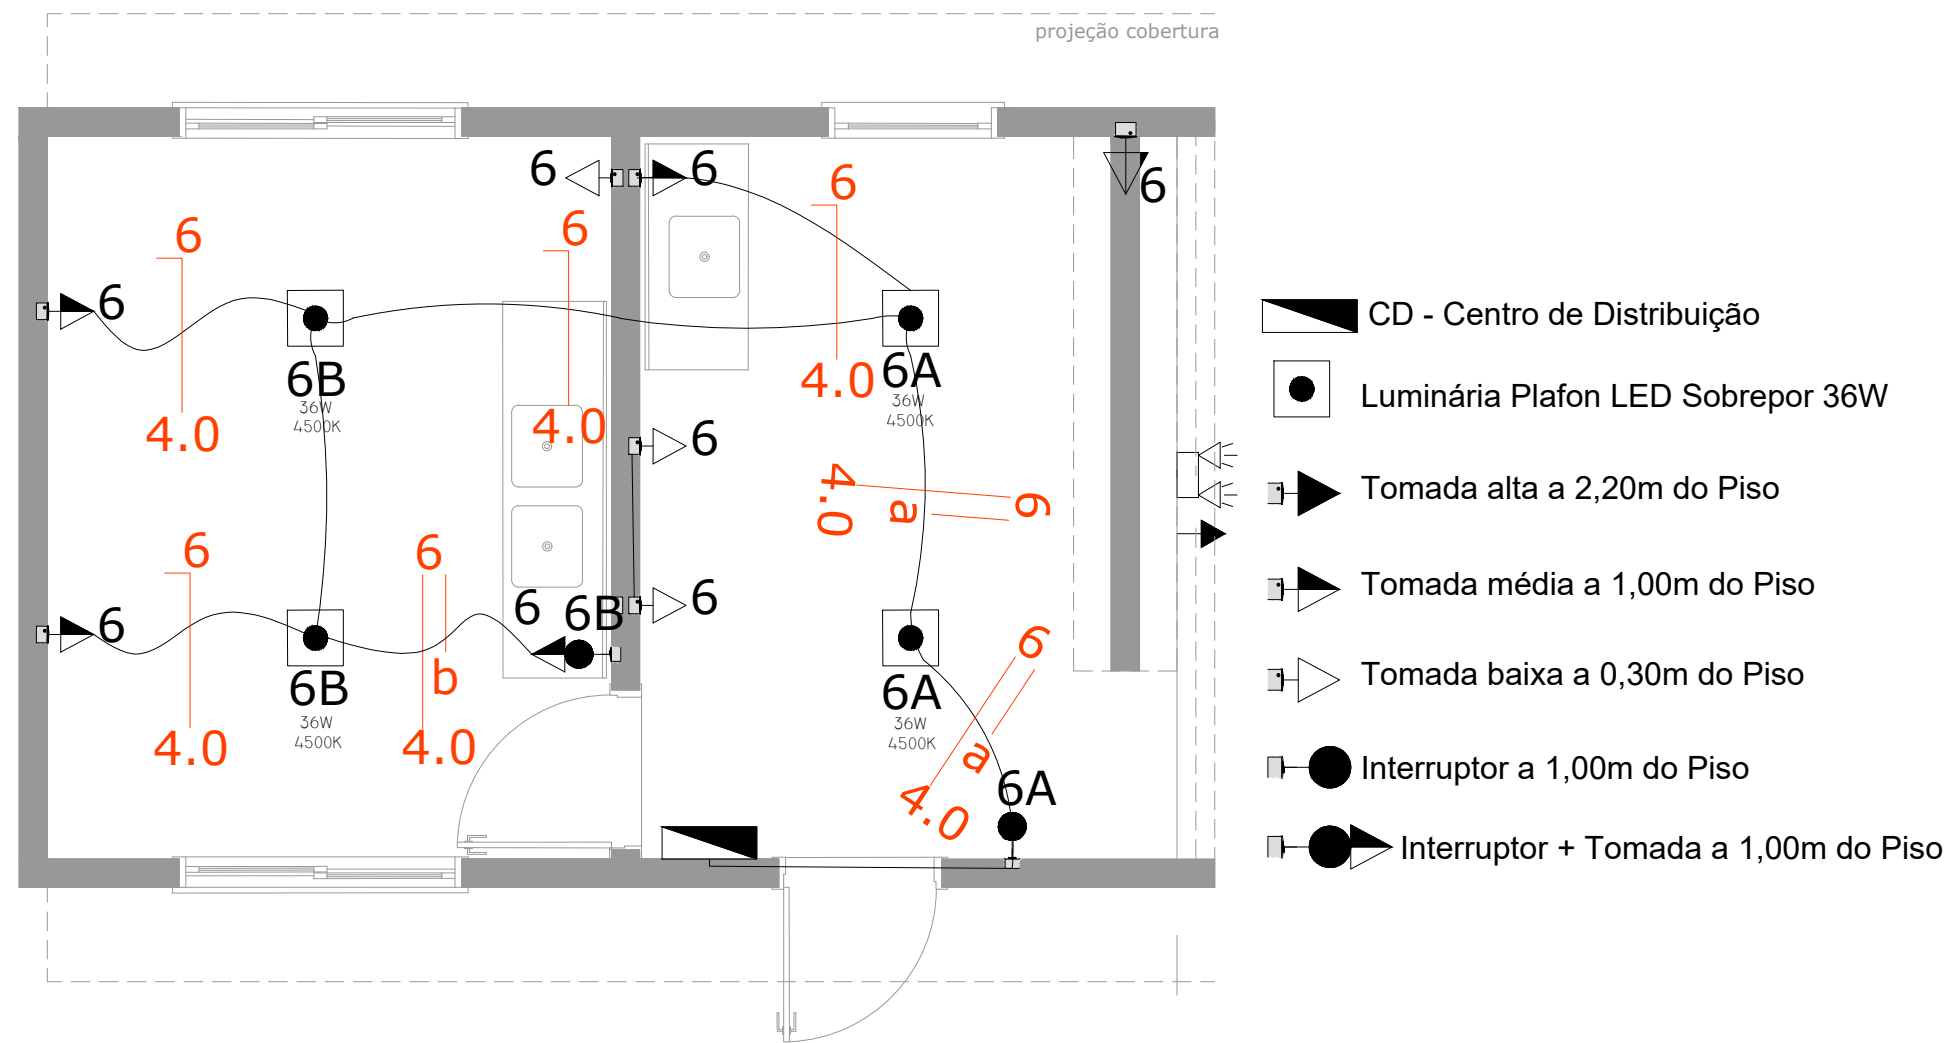 projeção cobertura
6
6
6
6
6
6
6
6B
36W
4500K
4.0
4.0
4.0
6A
36W
4500K
6
4.0
a
6
6
6
b
4.0
4.0
6
6B
36W
4500K
6
6B
6
6
a
4.0
6A
36W
4500K
6A
CD - Centro de Distribuição
Luminária Plafon LED Sobrepor 36W
Tomada alta a 2,20m do Piso
Tomada média a 1,00m do Piso
Tomada baixa a 0,30m do Piso
Interruptor a 1,00m do Piso
Interruptor + Tomada a 1,00m do Piso